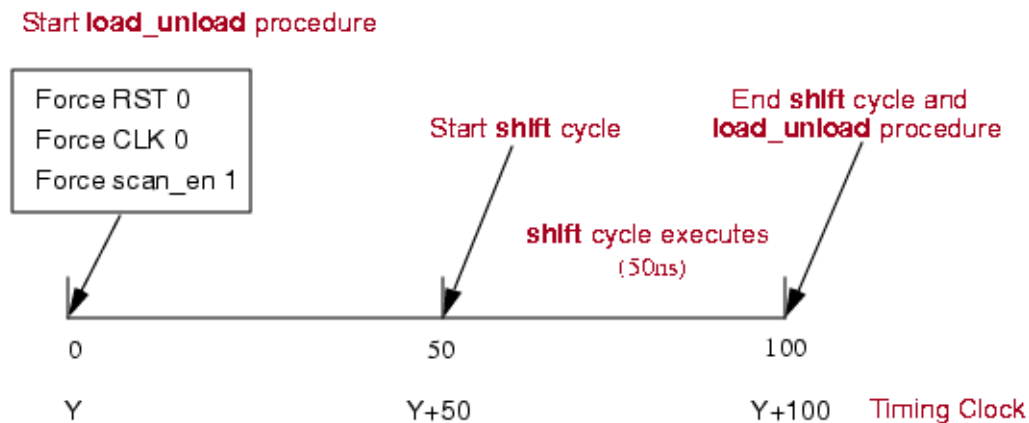 Start load_unload procedure
Force RST 0
Force CLK 0
Force scan_en 1
Start shift cycle
End shift cycle and
load_unload procedure
shift cycle executes
(50ns)
0
50
100
Y
Y+50
Y+100
Timing Clock